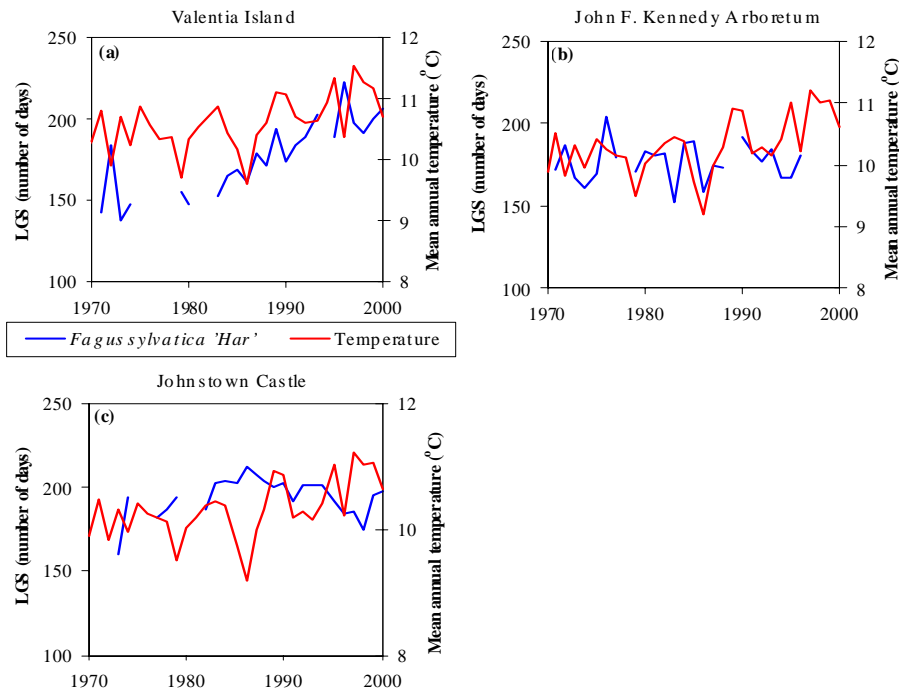 Valentia Island
(a)
LGS (number of days)
250
200
150
100
Mean annual temperature (°C)
12
11
10
9
8
1970 1980 1990 2000
John F. Kennedy Arboretum
(b)
LGS (number of days)
250
200
150
100
Mean annual temperature (°C)
12
11
10
9
8
1970 1980 1990 2000
Fagus sylvatica 'Har' Temperature
Johnstown Castle
(c)
LGS (number of days)
250
200
150
100
Mean annual temperature (°C)
12
10
8
1970 1980 1990 2000